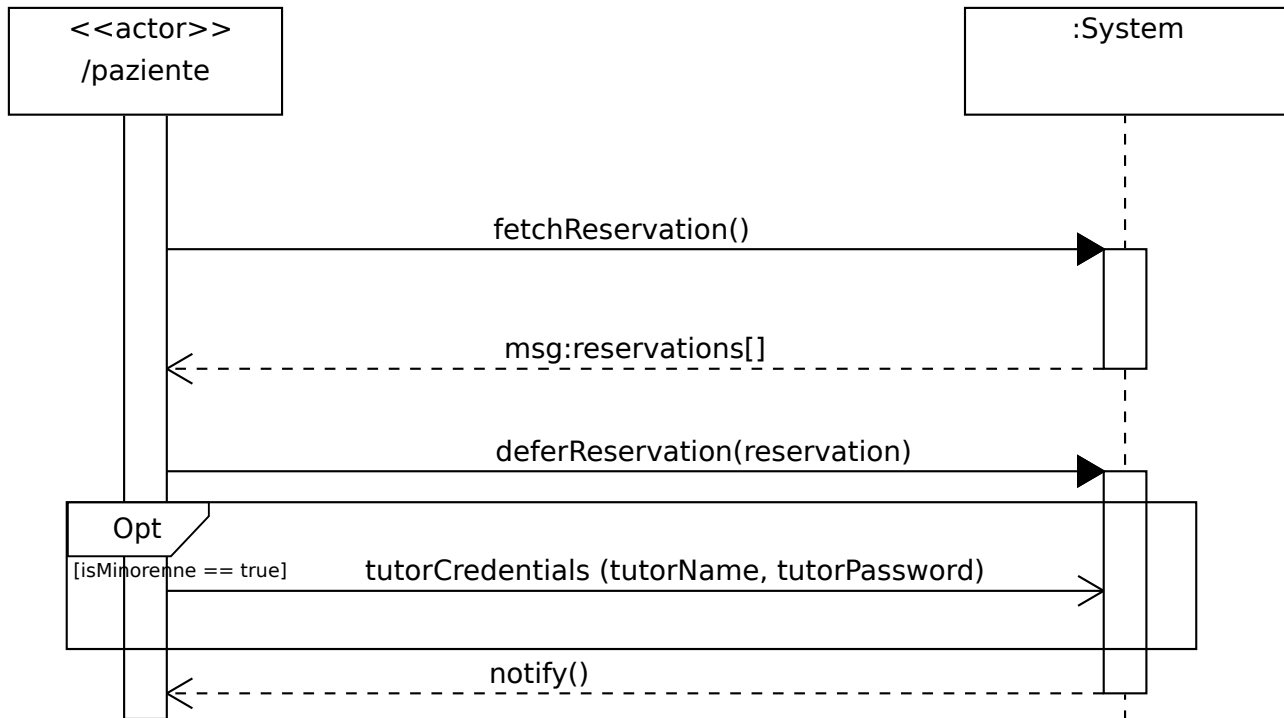 <<actor>>
/paziente
:System
fetchReservation()
msg:reservations[]
deferReservation(reservation)
Opt
[isMinorenne == true]
tutorCredentials (tutorName, tutorPassword)
notify()